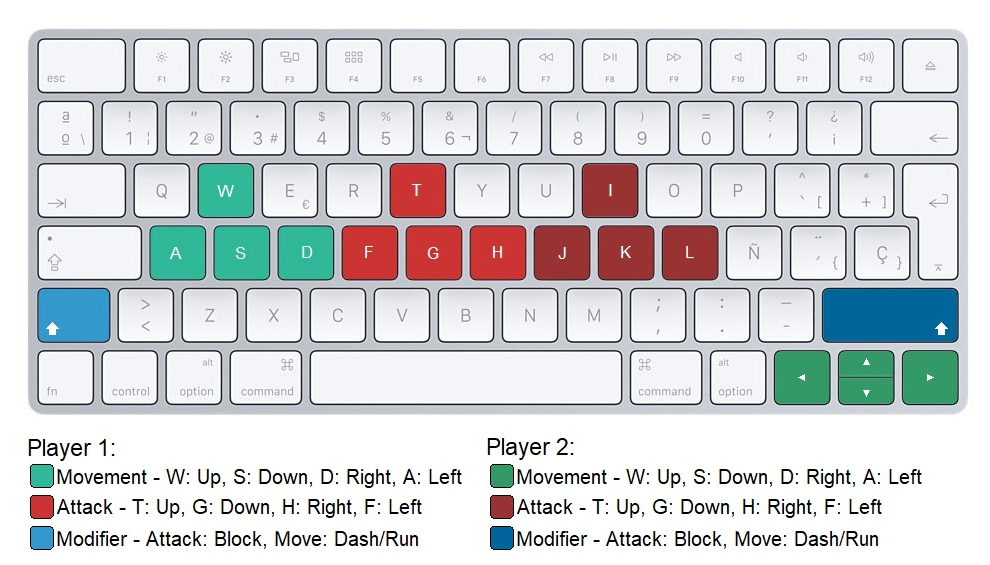 esc F1 F2 F3 F4 F5 F6 F7 F8 F9 F10 F11 F12
ª º \ ! 1 ¦ " 2 @ · 3 # $ 4 % 5 & 6 ¬ / 7 ( 8 ) 9 = 0 ? ' ¿ ¡
Q W E € R T Y U I O P ^ ` [ * + ]
A S D F G H J K L Ñ ¨ ´ { Ç }
> < Z X C V B N M ; , : . _ -
fn control alt option ⌘ command ⌘ command alt option
Player 1:
Movement - W: Up, S: Down, D: Right, A: Left
Attack - T: Up, G: Down, H: Right, F: Left
Modifier - Attack: Block, Move: Dash/Run
Player 2:
Movement - W: Up, S: Down, D: Right, A: Left
Attack - T: Up, G: Down, H: Right, F: Left
Modifier - Attack: Block, Move: Dash/Run